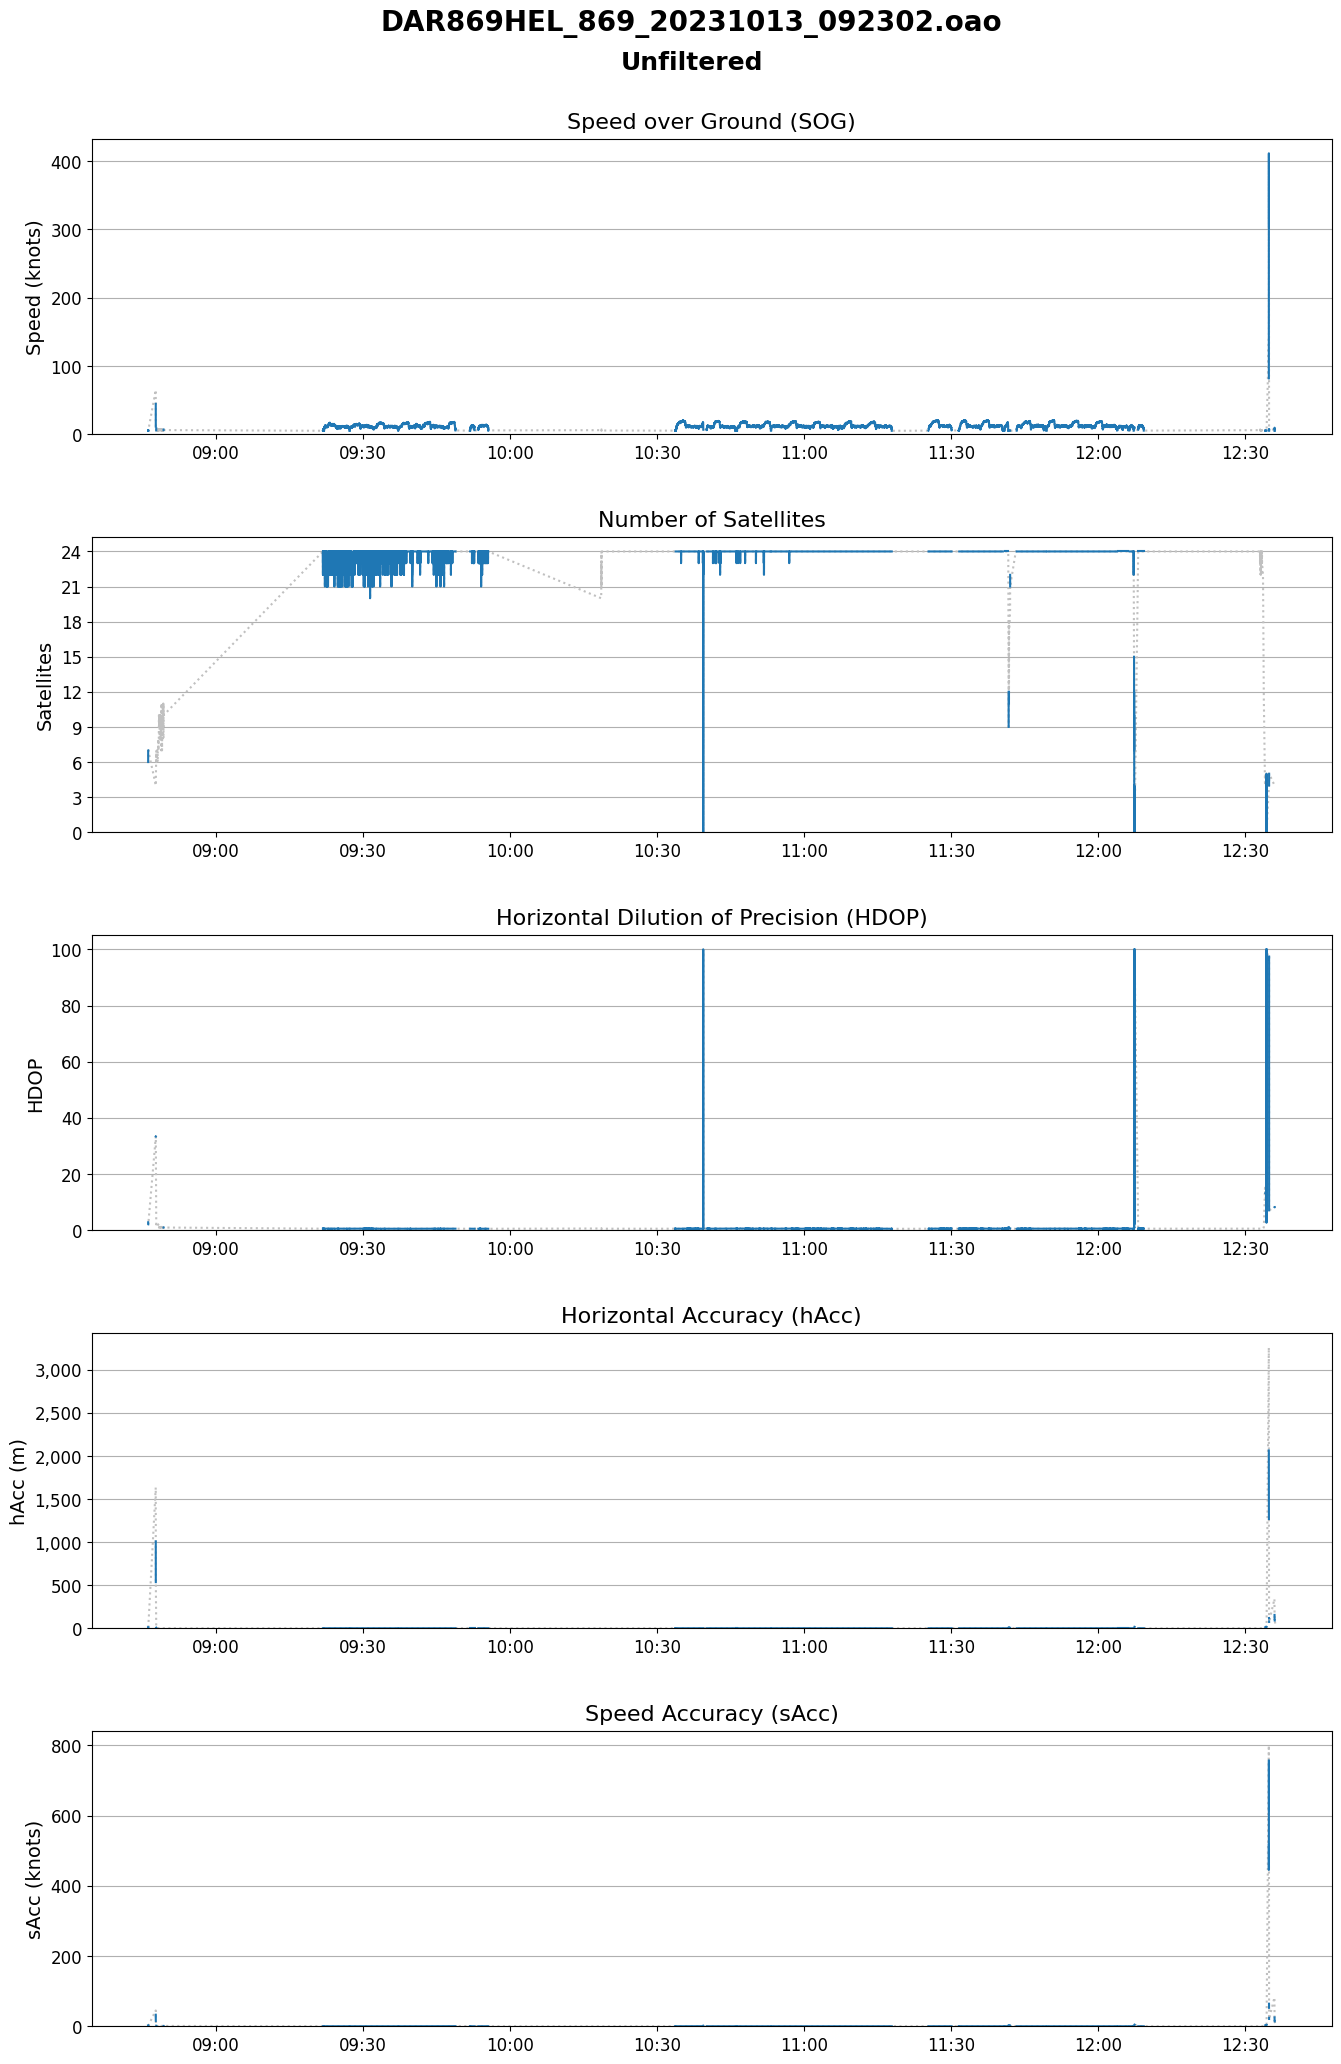 DAR869HEL_869_20231013_092302.oao
Unfiltered
Speed over Ground (SOG)
Speed (knots)
400
300
200
100
0
09:00 09:30 10:00 10:30 11:00 11:30 12:00 12:30
Number of Satellites
Satellites
24
21
18
15
12
9
6
3
0
09:00 09:30 10:00 10:30 11:00 11:30 12:00 12:30
Horizontal Dilution of Precision (HDOP)
HDOP
100
80
60
40
20
0
09:00 09:30 10:00 10:30 11:00 11:30 12:00 12:30
Horizontal Accuracy (hAcc)
hAcc (m)
3,000
2,500
2,000
1,500
1,000
500
0
09:00 09:30 10:00 10:30 11:00 11:30 12:00 12:30
Speed Accuracy (sAcc)
sAcc (knots)
800
600
400
200
0
09:00 09:30 10:00 10:30 11:00 11:30 12:00 12:30